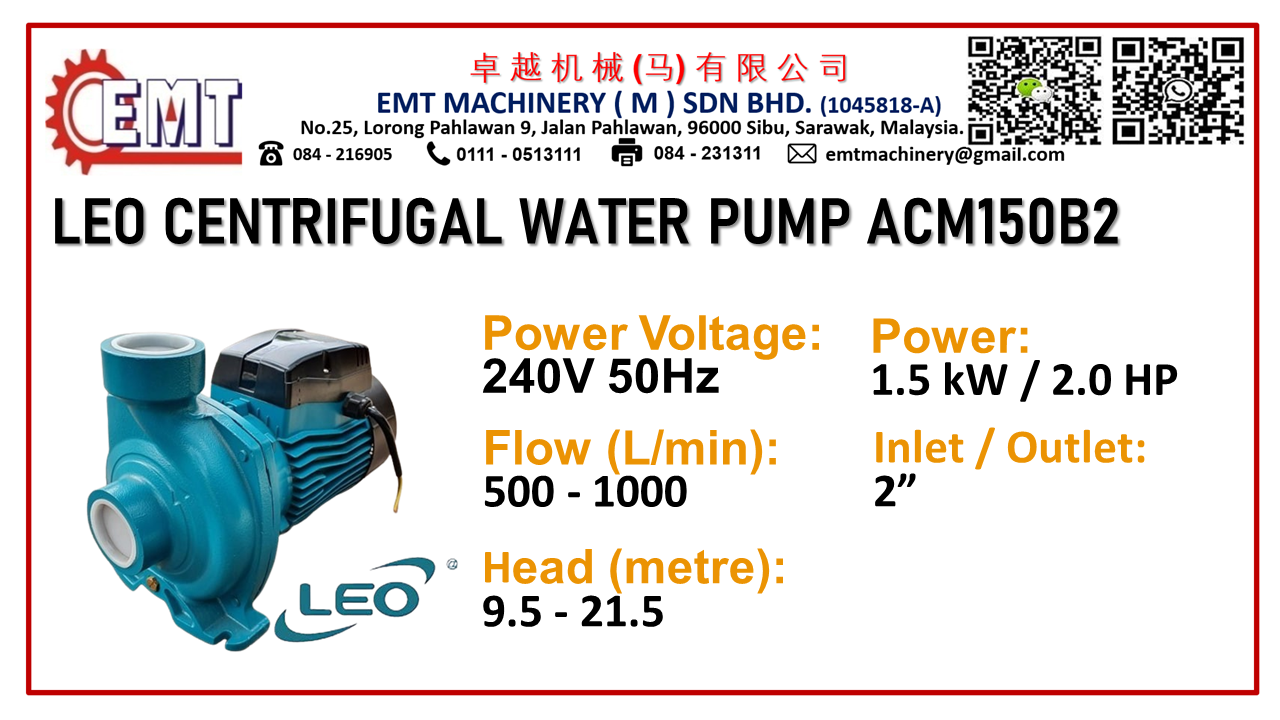 EMT
卓越机械(马)有限公司
EMT MACHINERY ( M ) SDN BHD. (1045818-A)
No.25, Lorong Pahlawan 9, Jalan Pahlawan, 96000 Sibu, Sarawak, Malaysia.
084 - 216905 0111 - 0513111 084 - 231311 emtmachinery@gmail.com
LEO CENTRIFUGAL WATER PUMP ACM150B2
Power Voltage:
240V 50Hz
Power:
1.5 kW / 2.0 HP
Flow (L/min):
500 - 1000
Inlet / Outlet:
2”
Head (metre):
9.5 - 21.5
LEO